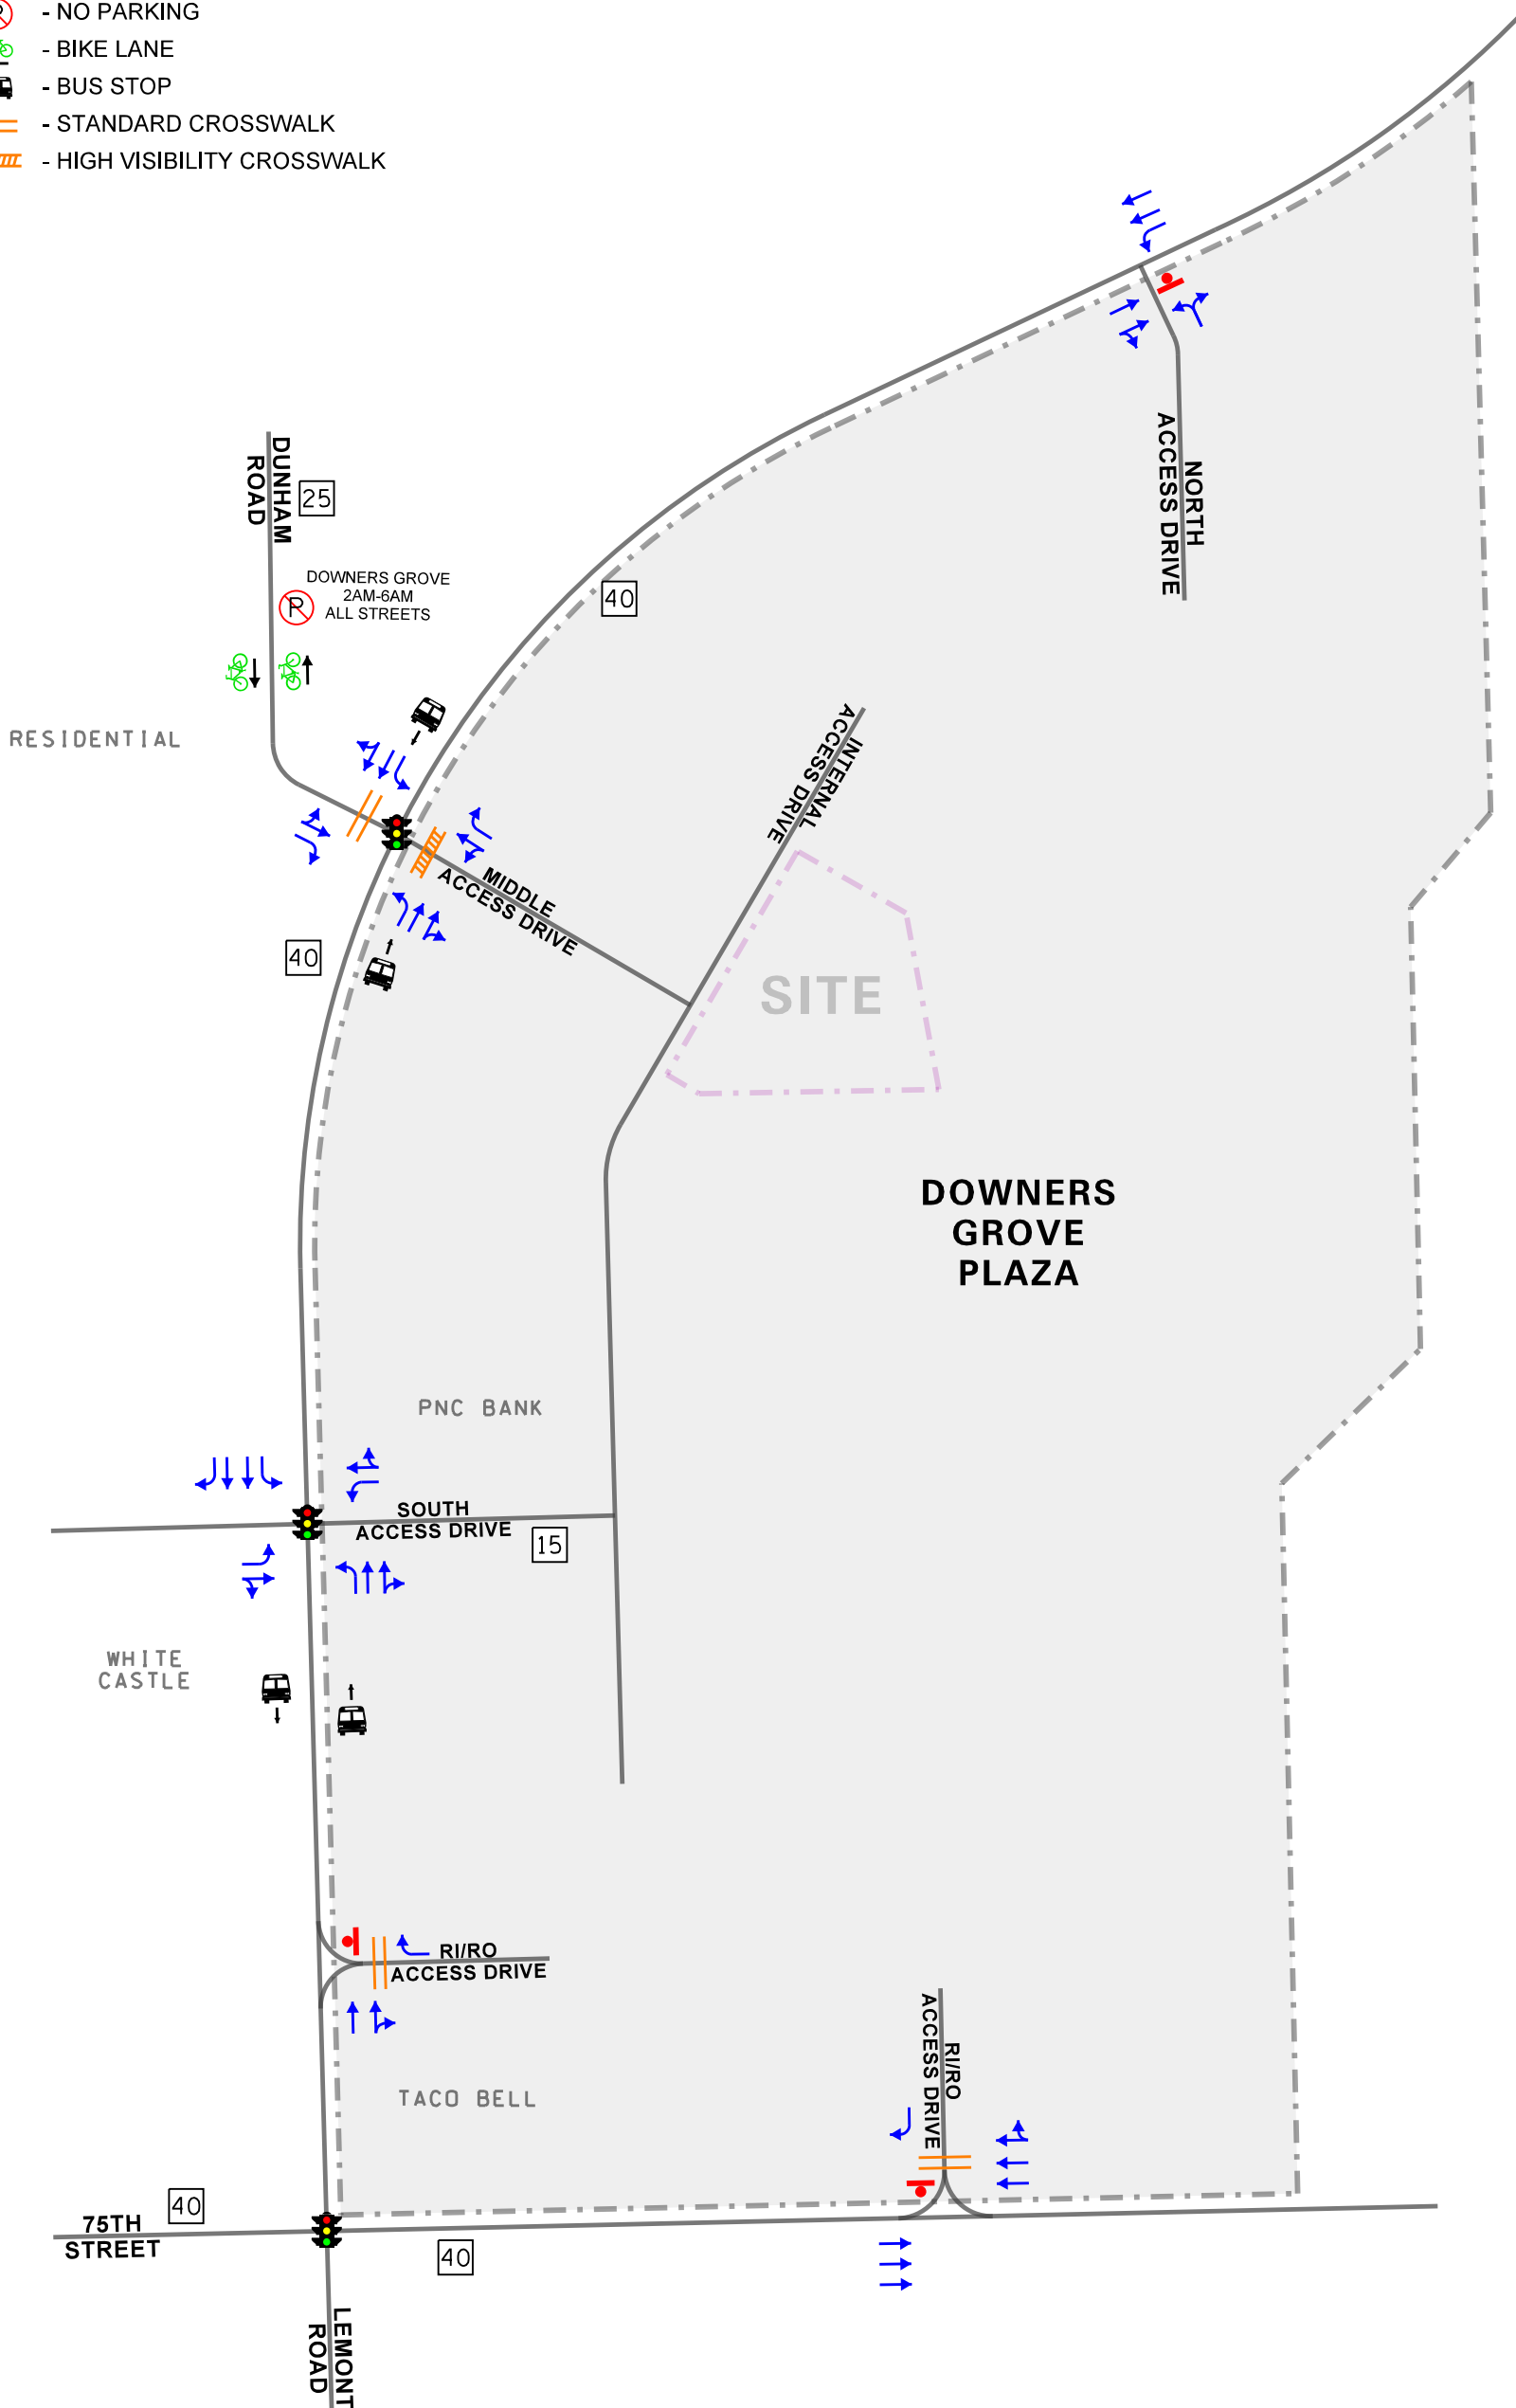 - NO PARKING
- BIKE LANE
- BUS STOP
- STANDARD CROSSWALK
- HIGH VISIBILITY CROSSWALK
DUNHAM
ROAD
25
DOWNERS GROVE
2AM-6AM
ALL STREETS
P
40
NORTH
ACCESS DRIVE
RESIDENTIAL
INTERNAL
ACCESS DRIVE
MIDDLE
ACCESS DRIVE
40
SITE
DOWNERS
GROVE
PLAZA
PNC BANK
SOUTH
ACCESS DRIVE
15
WHITE
CASTLE
RI/RO
ACCESS DRIVE
TACO BELL
RI/RO
ACCESS DRIVE
40
75TH
STREET
40
LEMONT
ROAD